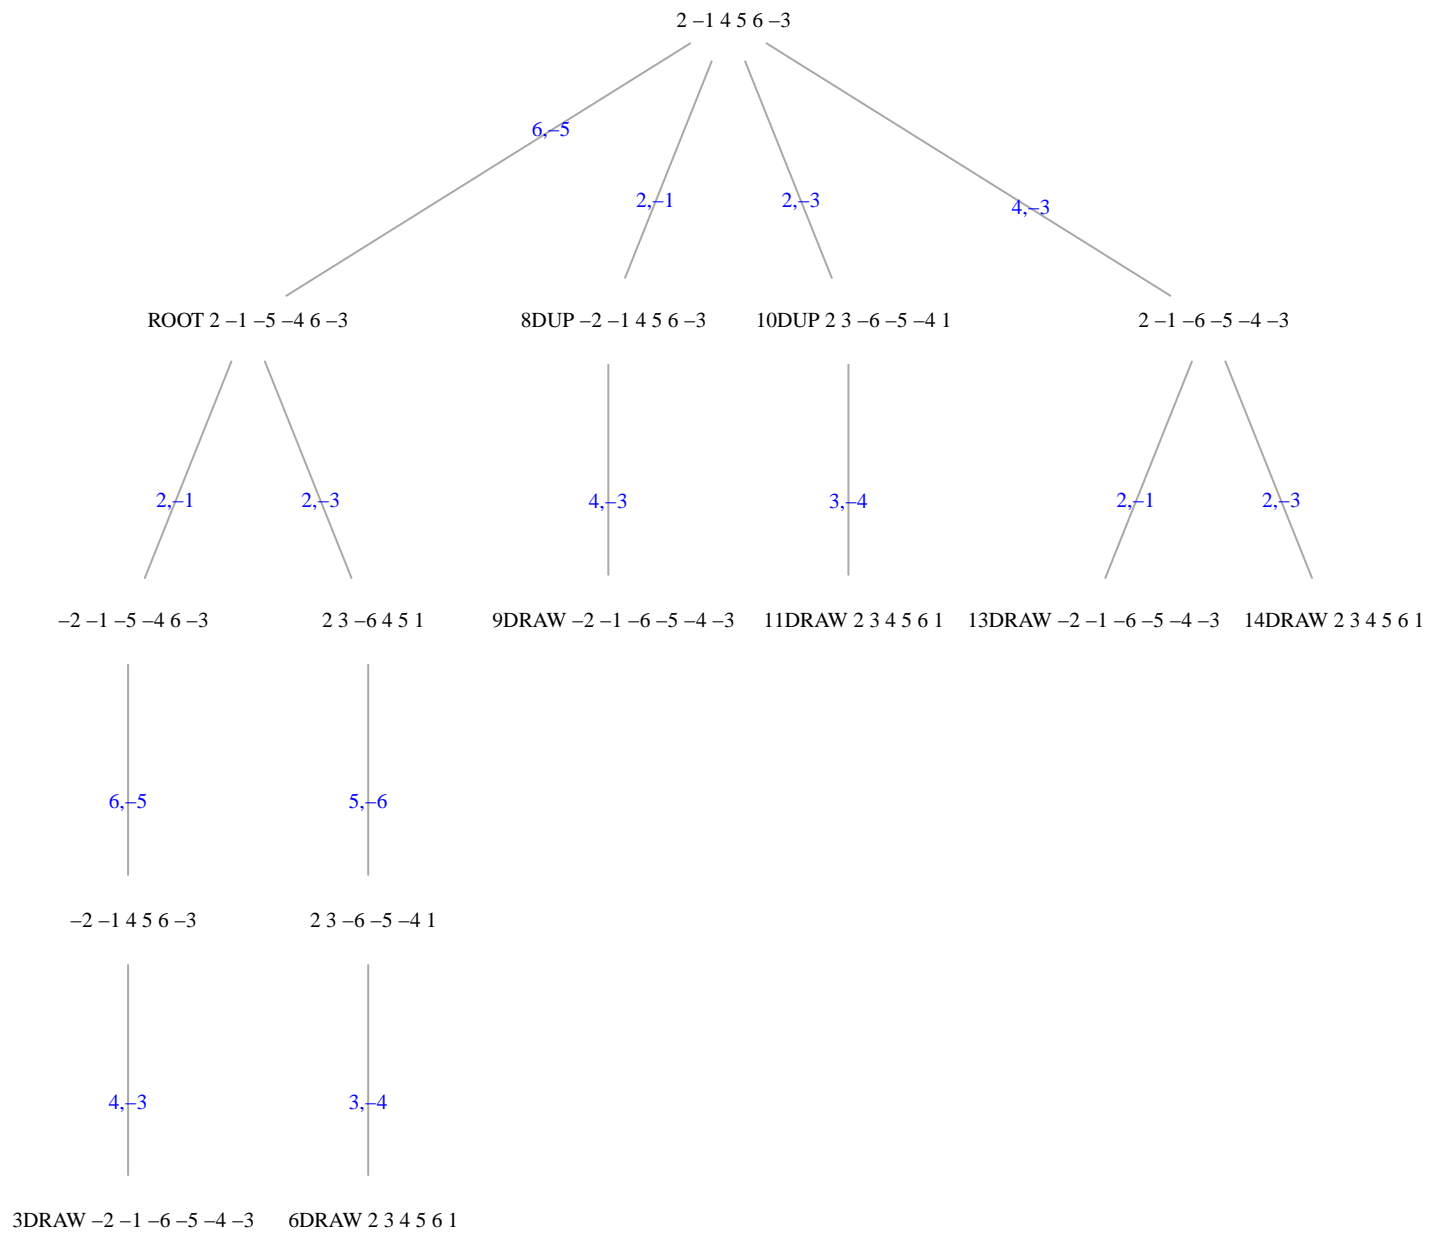 2 –1 4 5 6 –3
6,–5
2,–1
2,–3
4,–3
ROOT 2 –1 –5 –4 6 –3
8DUP –2 –1 4 5 6 –3
10DUP 2 3 –6 –5 –4 1
2 –1 –6 –5 –4 –3
2,–1
2,–3
4,–3
3,–4
2,–1
2,–3
–2 –1 –5 –4 6 –3
2 3 –6 4 5 1
9DRAW –2 –1 –6 –5 –4 –3
11DRAW 2 3 4 5 6 1
13DRAW –2 –1 –6 –5 –4 –3
14DRAW 2 3 4 5 6 1
6,–5
5,–6
–2 –1 4 5 6 –3
2 3 –6 –5 –4 1
4,–3
3,–4
3DRAW –2 –1 –6 –5 –4 –3
6DRAW 2 3 4 5 6 1